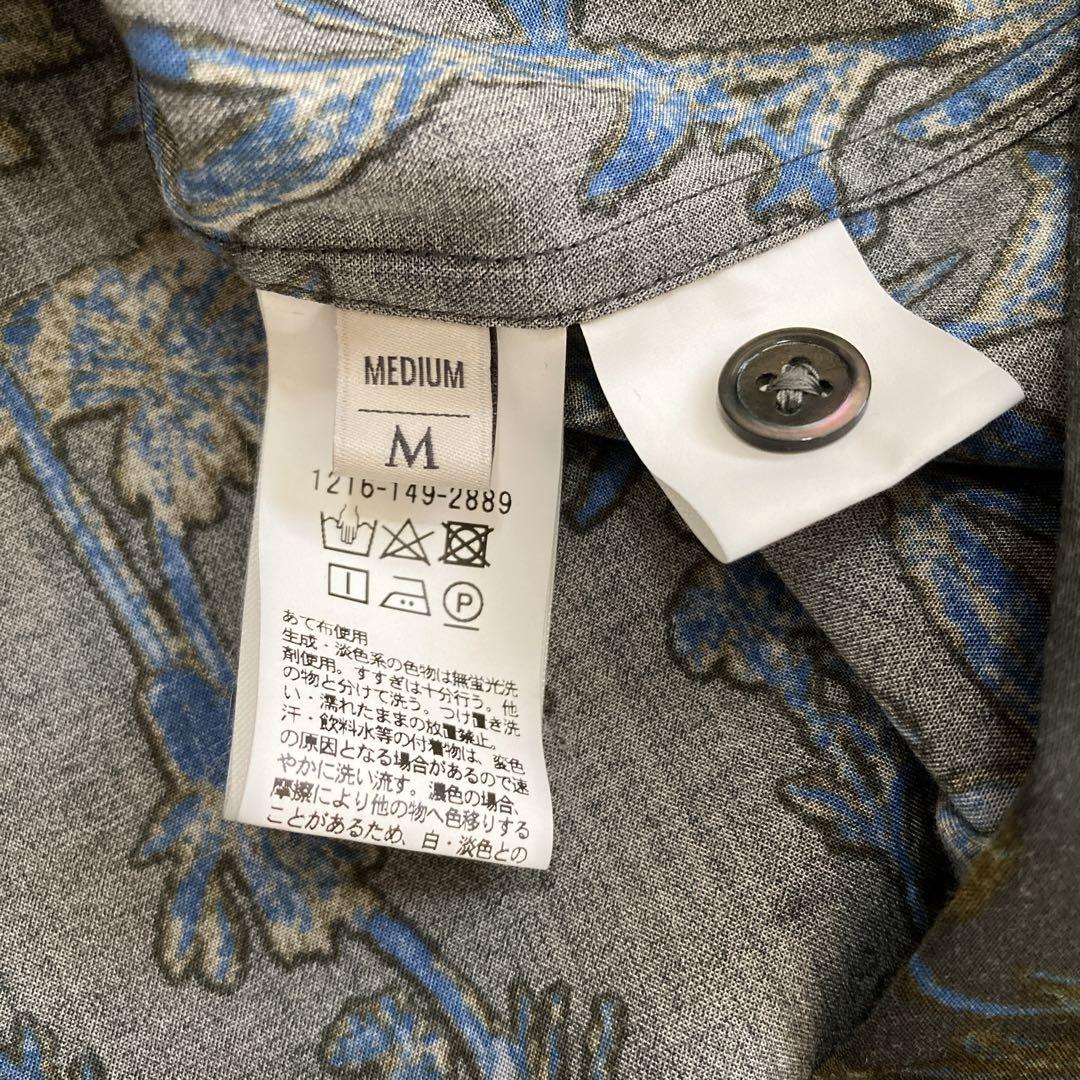 MEDIUM
M
1216-149-2889
P
あて布使用
生成・淡色系の色物は無蛍光洗
剤使用。すすぎは十分行う。他
の物と分けて洗う。つけ置き洗
い・濡れたままの放置禁止。
汗・飲料水等の付着物は、変色
の原因となる場合があるので速
やかに洗い流す。濃色の場合、
摩擦により他の物へ色移りする
ことがあるため、白・淡色との